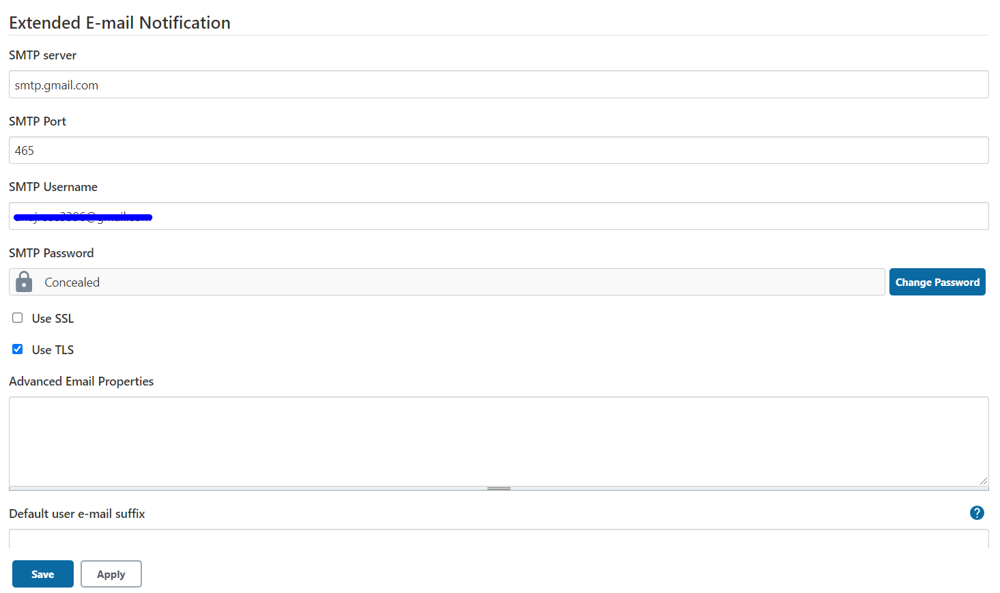 Extended E-mail Notification
SMTP server
smtp.gmail.com
SMTP Port
465
SMTP Username
SMTP Password
Concealed
Change Password
Use SSL
Use TLS
Advanced Email Properties
Default user e-mail suffix
?
Save
Apply